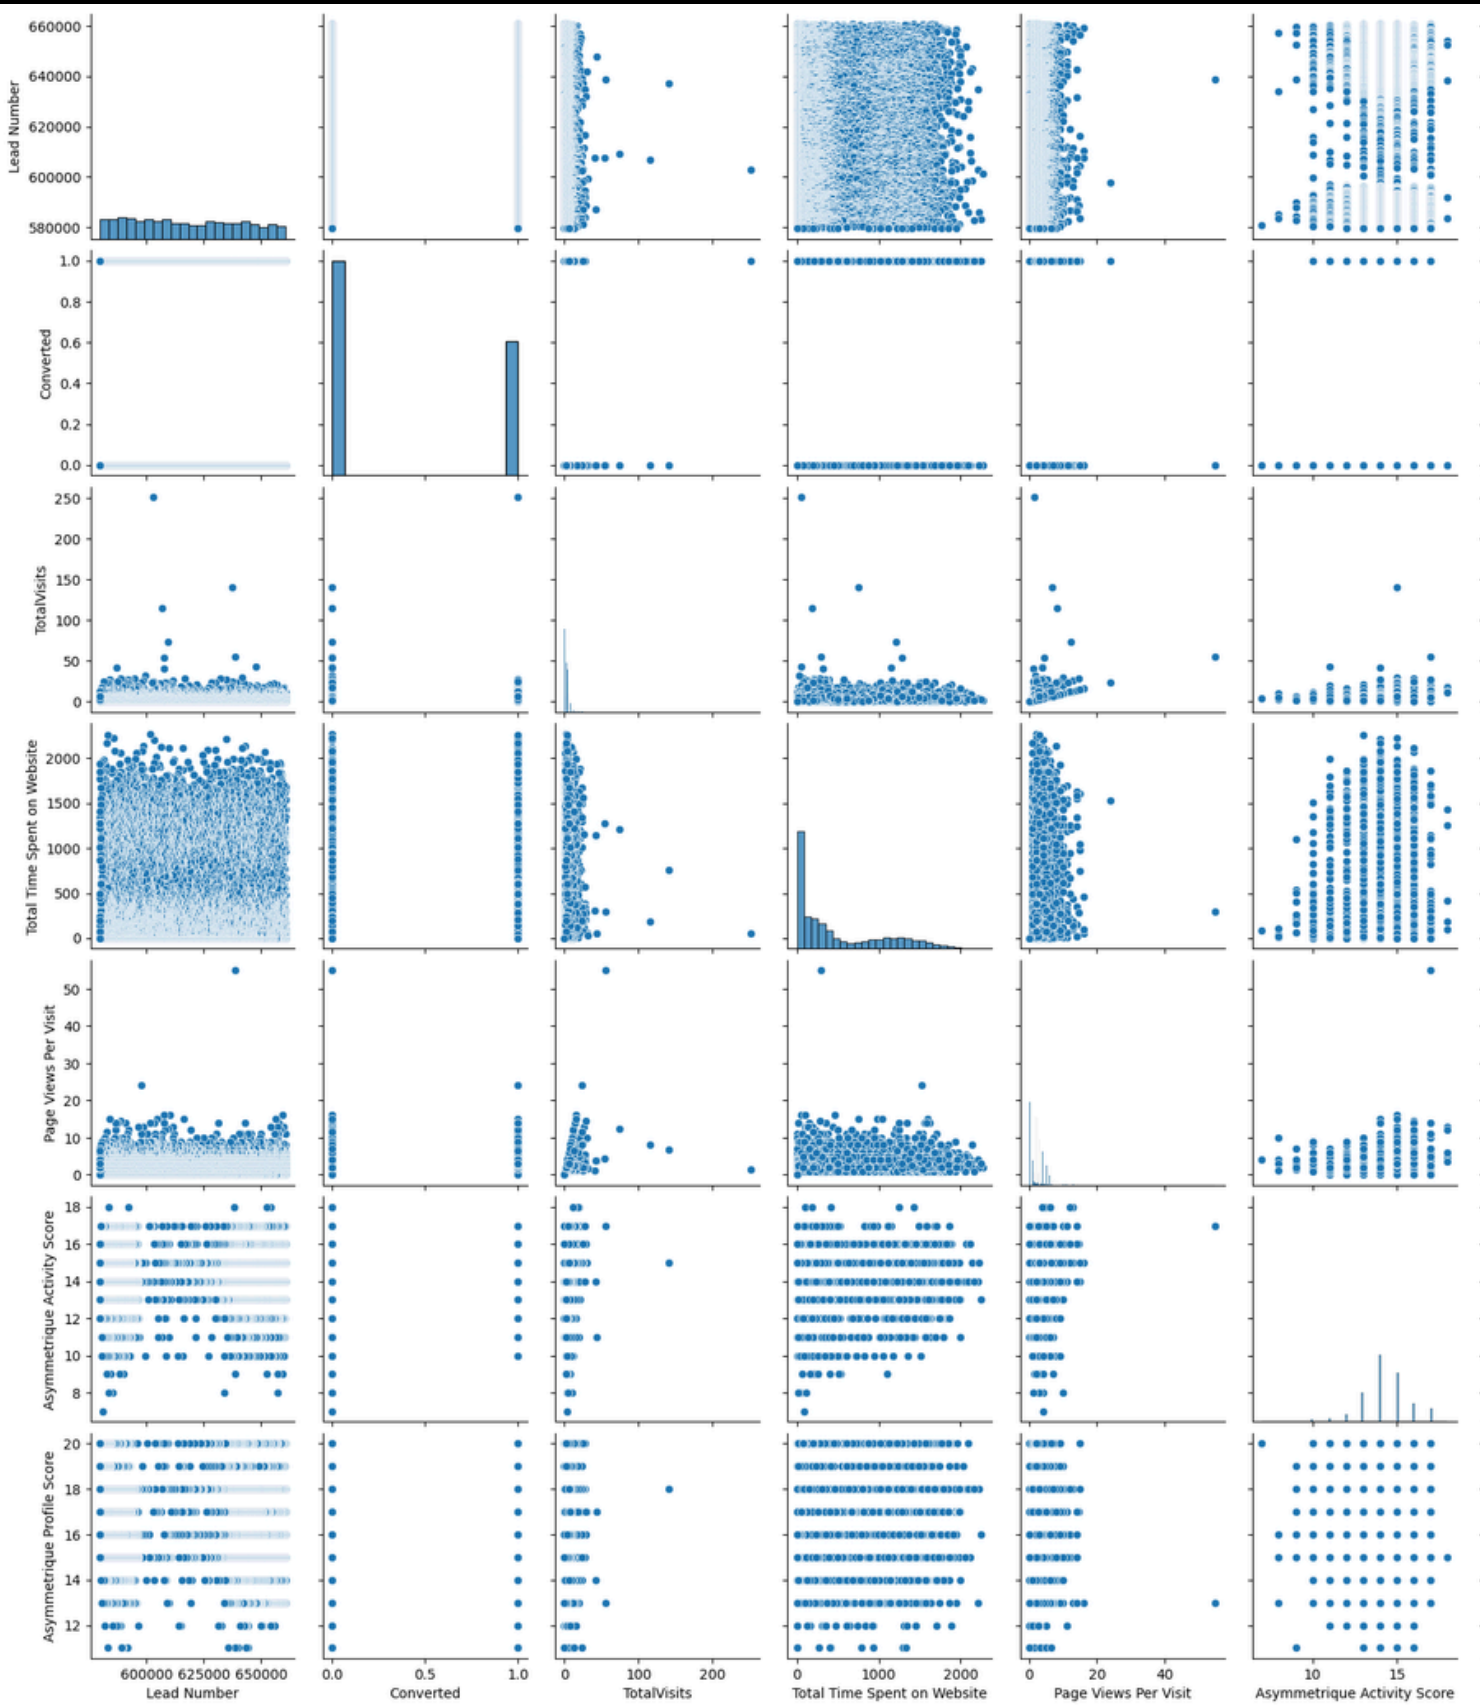 660000
640000
620000
600000
580000
Lead Number
1.0
0.8
0.6
0.4
0.2
0.0
Converted
250
200
150
100
50
0
TotalVisits
2000
1500
1000
500
0
Total Time Spent on Website
50
40
30
20
10
0
Page Views Per Visit
18
16
14
12
10
8
Asymmetrique Activity Score
20
18
16
14
12
Asymmetrique Profile Score
600000 625000 650000
Lead Number
0.0 0.5 1.0
Converted
0 200
TotalVisits
0 1000 2000
Total Time Spent on Website
0 20 40
Page Views Per Visit
10 15
Asymmetrique Activity Score